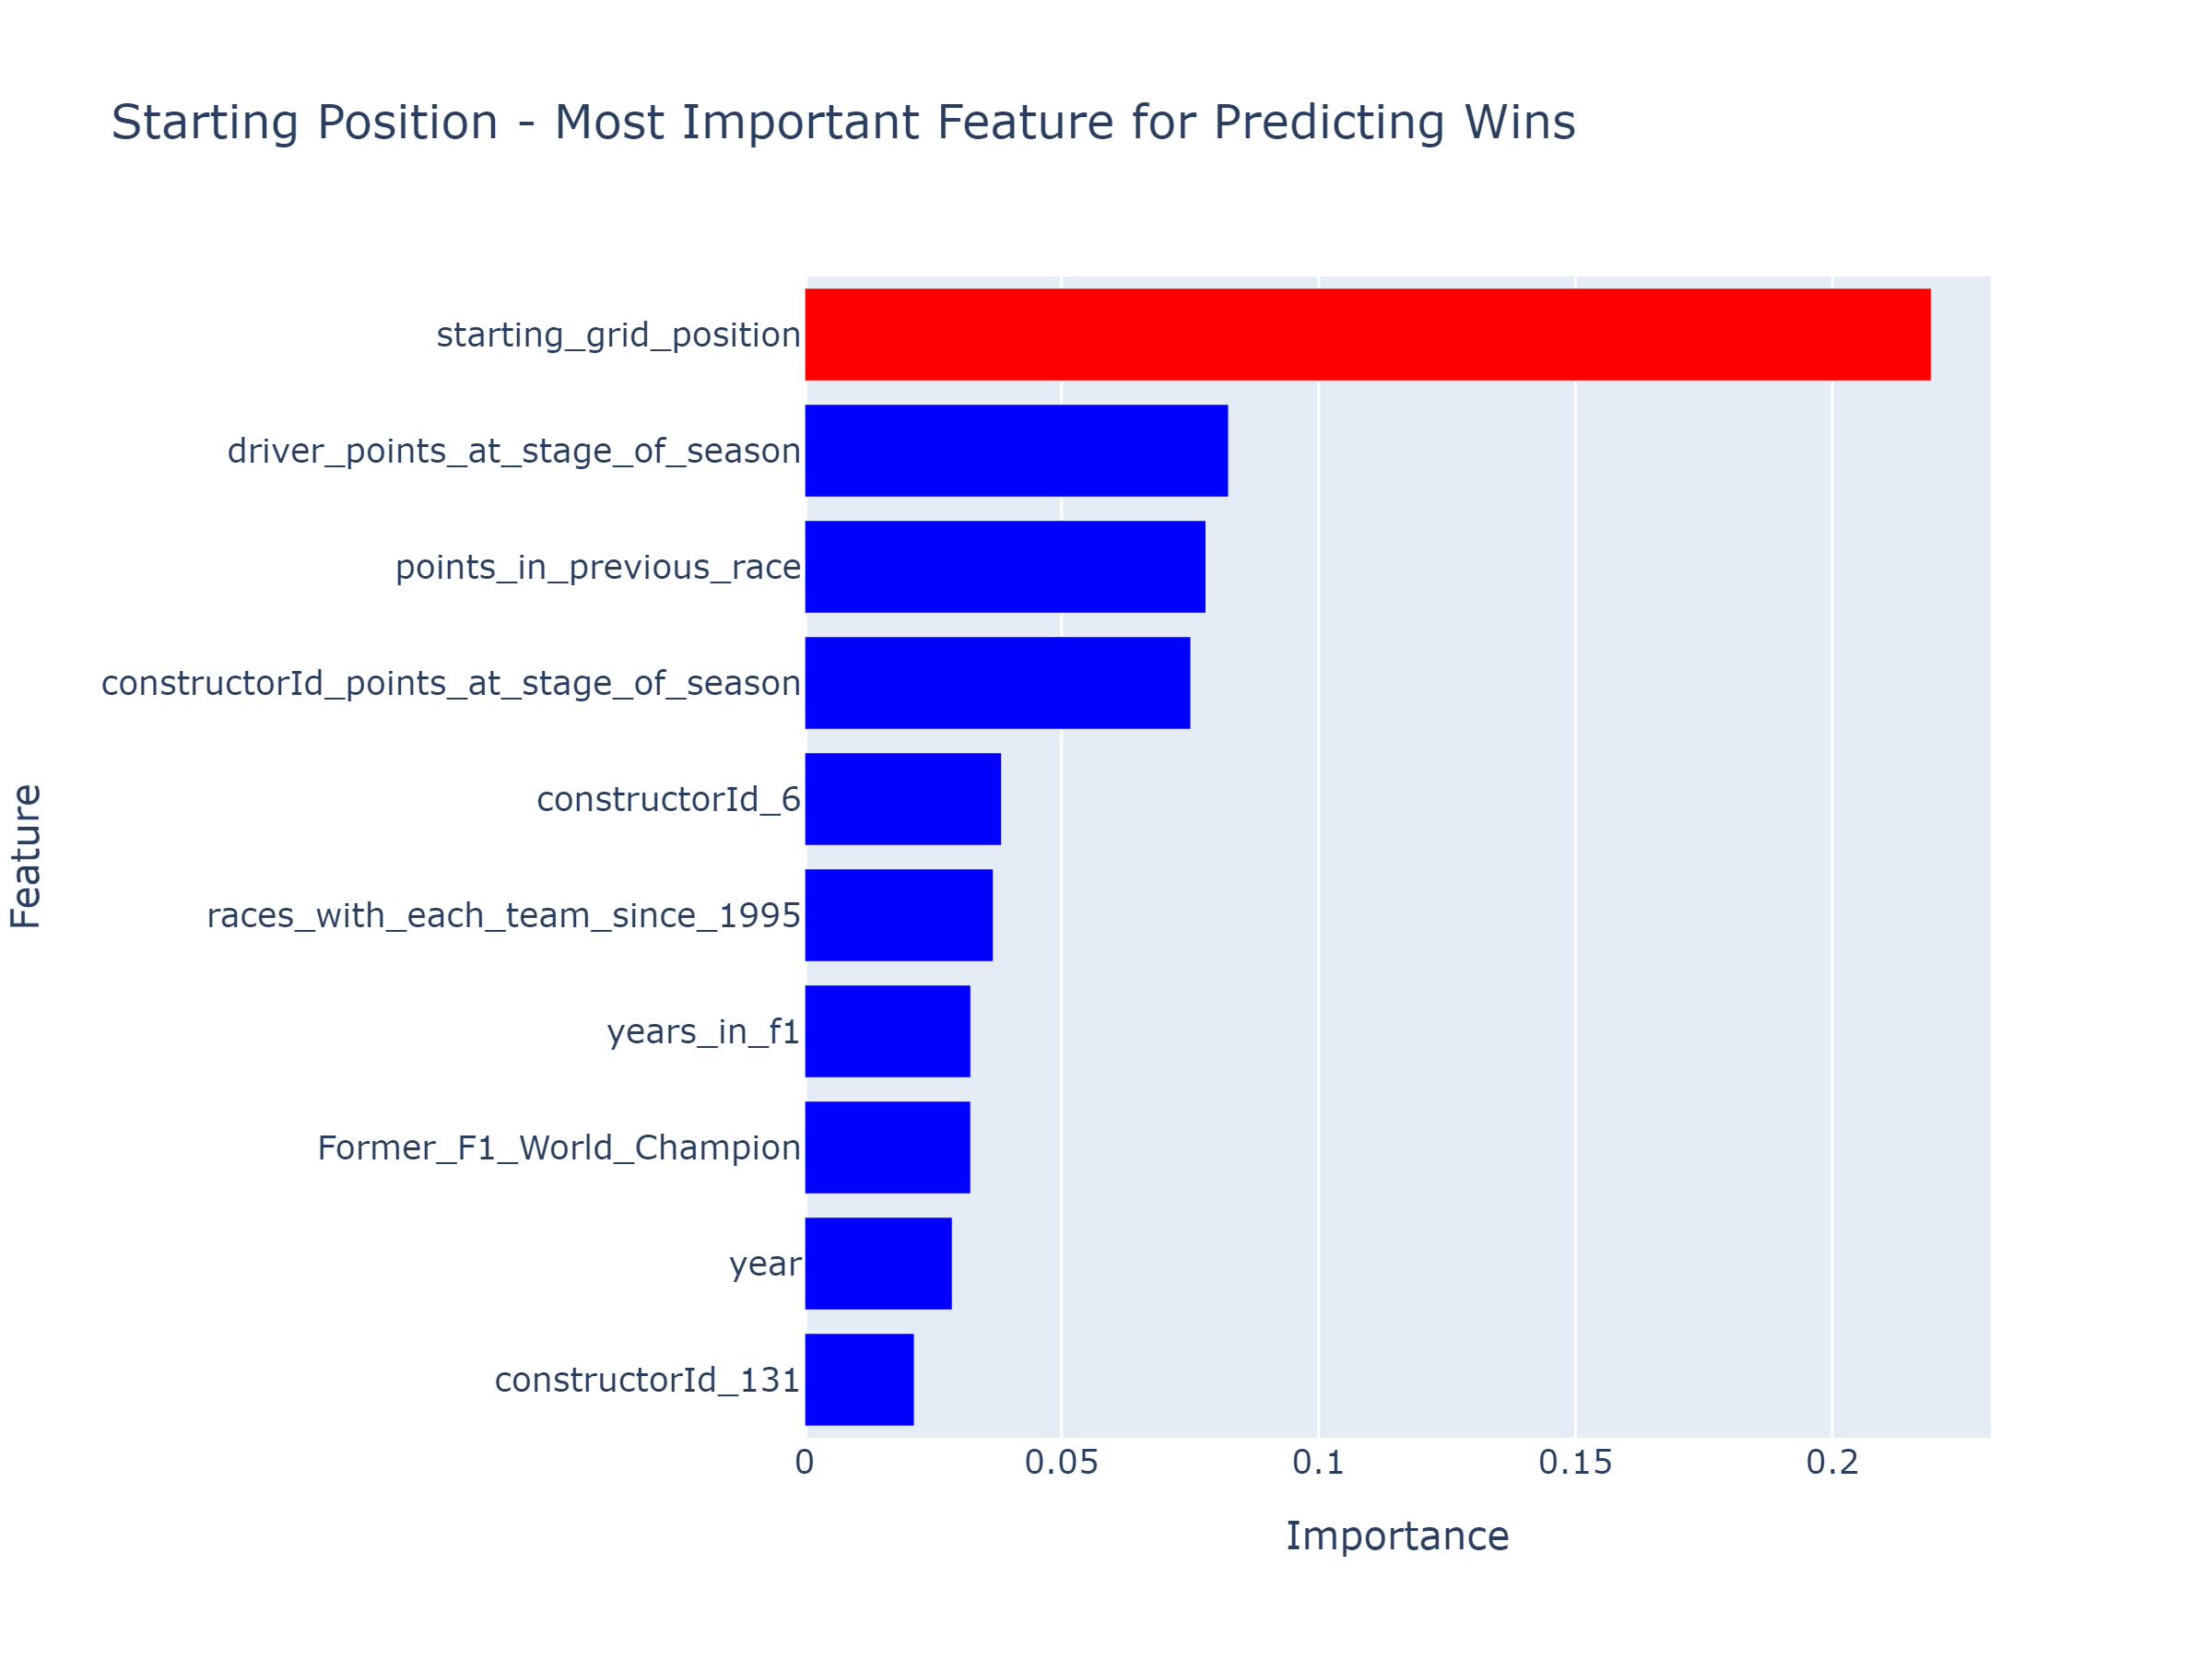 Starting Position - Most Important Feature for Predicting Wins
Feature
starting_grid_position
driver_points_at_stage_of_season
points_in_previous_race
constructorId_points_at_stage_of_season
constructorId_6
races_with_each_team_since_1995
years_in_f1
Former_F1_World_Champion
year
constructorId_131
0 0.05 0.1 0.15 0.2
Importance